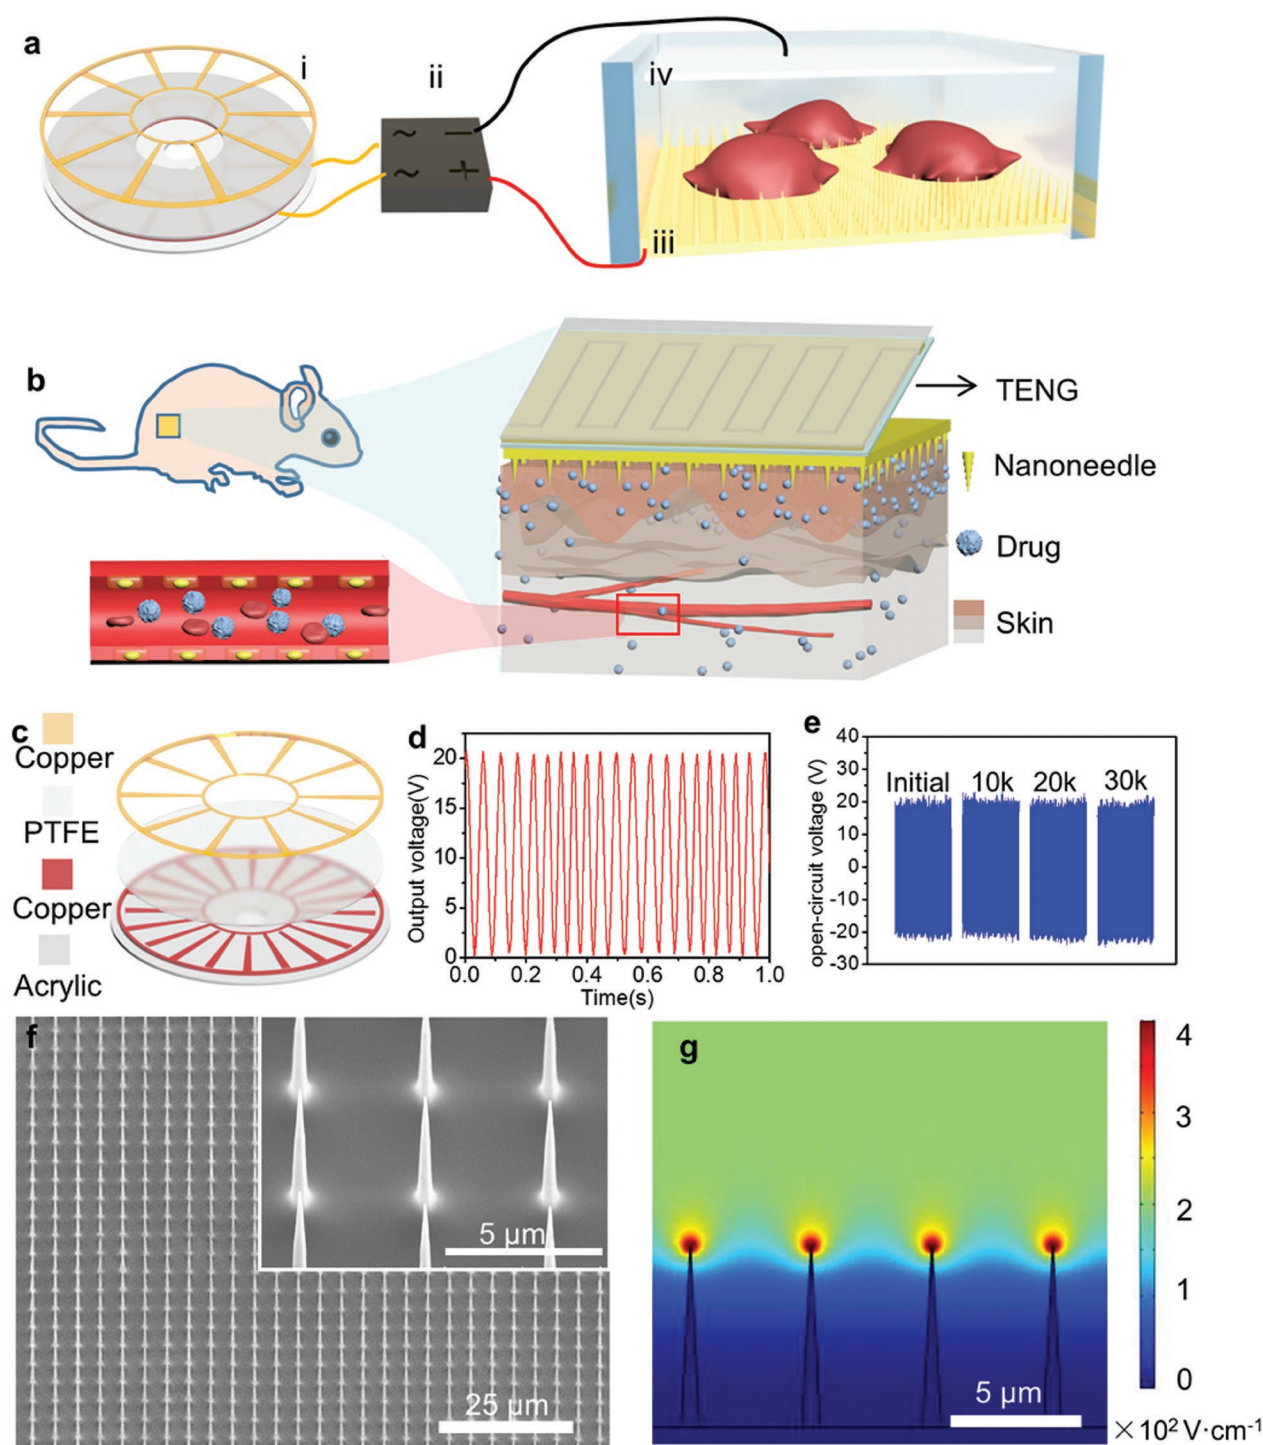 a
i
ii
iv
~
−
~
+
iii
b
TENG
Nanoneedle
Drug
Skin
c
Copper
PTFE
Copper
Acrylic
d
Output voltage(V)
20
15
10
5
0
0.0
0.2
0.4
0.6
0.8
1.0
Time(s)
e
open-circuit voltage (V)
40
30
20
10
0
-10
-20
-30
Initial
10k
20k
30k
f
5 μm
25 μm
g
4
3
2
1
0
5 μm
×10² V·cm⁻¹